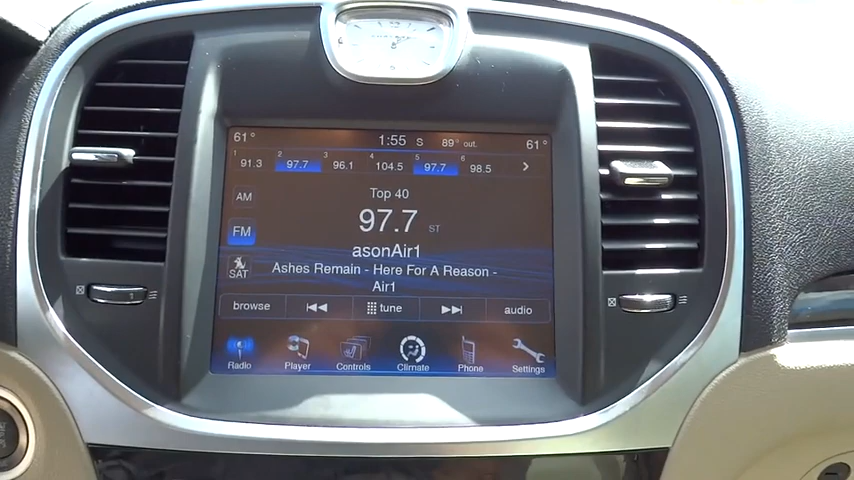 61° 1:55 S 89° out. 61°
1 91.3 2 97.7 3 96.1 4 104.5 5 97.7 6 98.5 >
Top 40
AM
97.7 ST
FM
asonAir1
Ashes Remain - Here For A Reason -
Air1
SAT
browse tune audio
Radio Player Controls Climate Phone Settings